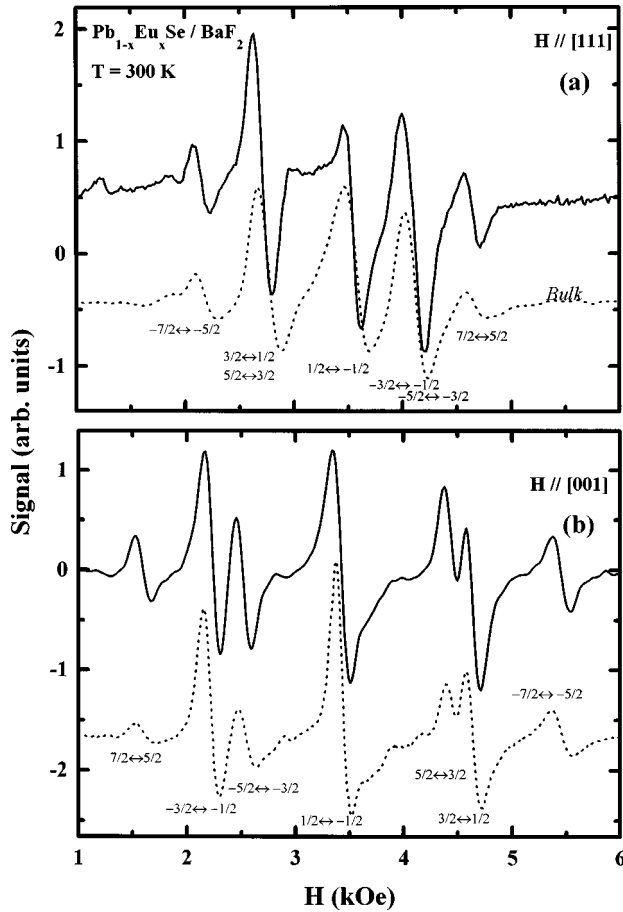 Pb1-xEuxSe / BaF2
H // [111]
T = 300 K
(a)
2
1
0
-1
Bulk
−7/2↔−5/2
3/2↔1/2
5/2↔3/2
1/2↔−1/2
−3/2↔−1/2
−5/2↔−3/2
7/2↔5/2
Signal (arb. units)
H // [001]
(b)
1
0
-1
-2
7/2↔5/2
−3/2↔−1/2
−5/2↔−3/2
1/2↔−1/2
5/2↔3/2
3/2↔1/2
−7/2↔−5/2
1 2 3 4 5 6
H (kOe)